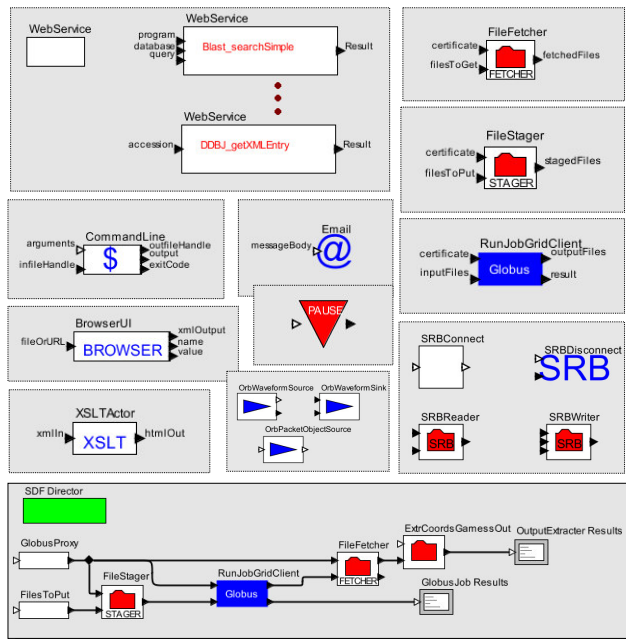 WebService
WebService
program
database
query
Blast_searchSimple
Result
WebService
accession
DDBJ_getXMLEntry
Result
FileFetcher
certificate
filesToGet
FETCHER
fetchedFiles
FileStager
certificate
filesToPut
STAGER
stagedFiles
CommandLine
arguments
infileHandle
$
outfileHandle
output
exitCode
Email
messageBody
@
RunJobGridClient
certificate
inputFiles
Globus
outputFiles
result
PAUSE
BrowserUI
fileOrURL
BROWSER
xmlOutput
name
value
SRBConnect
SRBDisconnect
SRB
SRBReader
SRB
SRBWriter
SRB
OrbWaveformSource
OrbWaveformSink
OrbPacketObjectSource
XSLTActor
xmlIn
XSLT
htmlOut
SDF Director
GlobusProxy
FilesToPut
FileStager
STAGER
RunJobGridClient
Globus
FileFetcher
FETCHER
ExtrCoordsGamessOut
OutputExtracter Results
GlobusJob Results